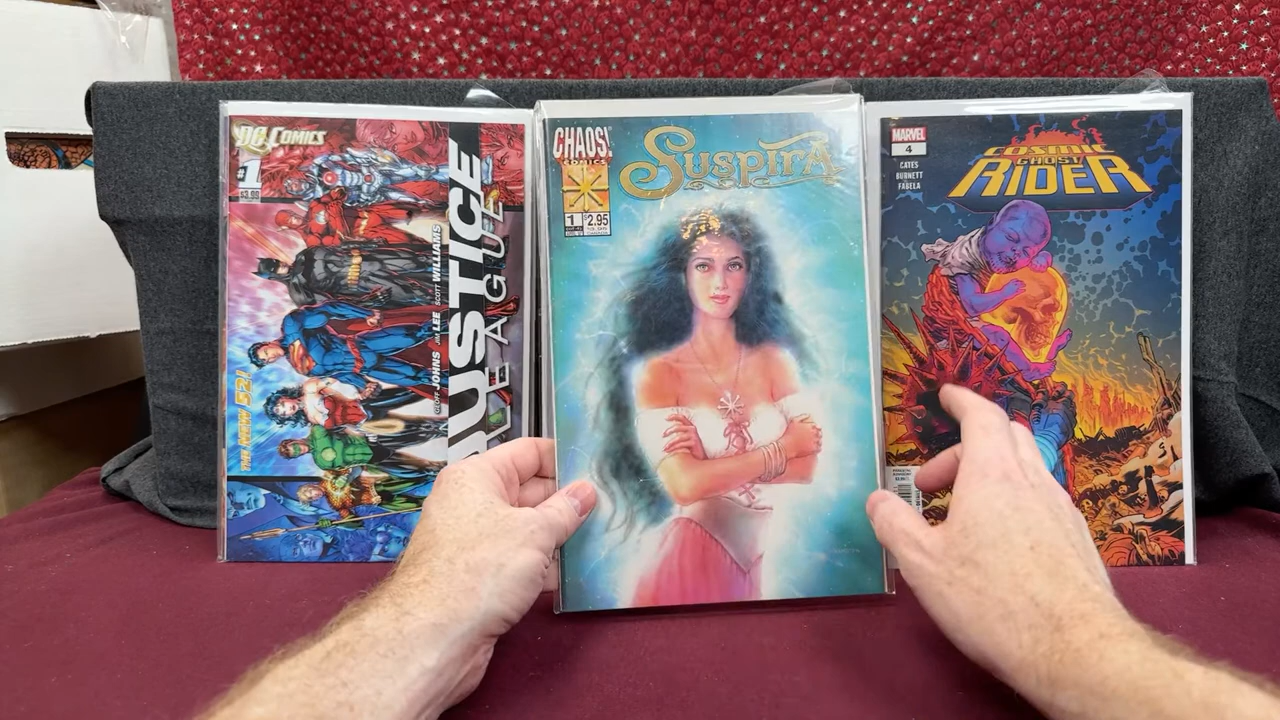 DC COMICS
#1
$3.99
THE NEW 52!
GEOFF JOHNS JIM LEE SCOTT WILLIAMS
JUSTICE
LEAGUE
CHAOS!
COMICS
1
$2.95
SUSPIRA
MARVEL
4
CATES
BURNETT
FABELA
COSMIC
GHOST
RIDER